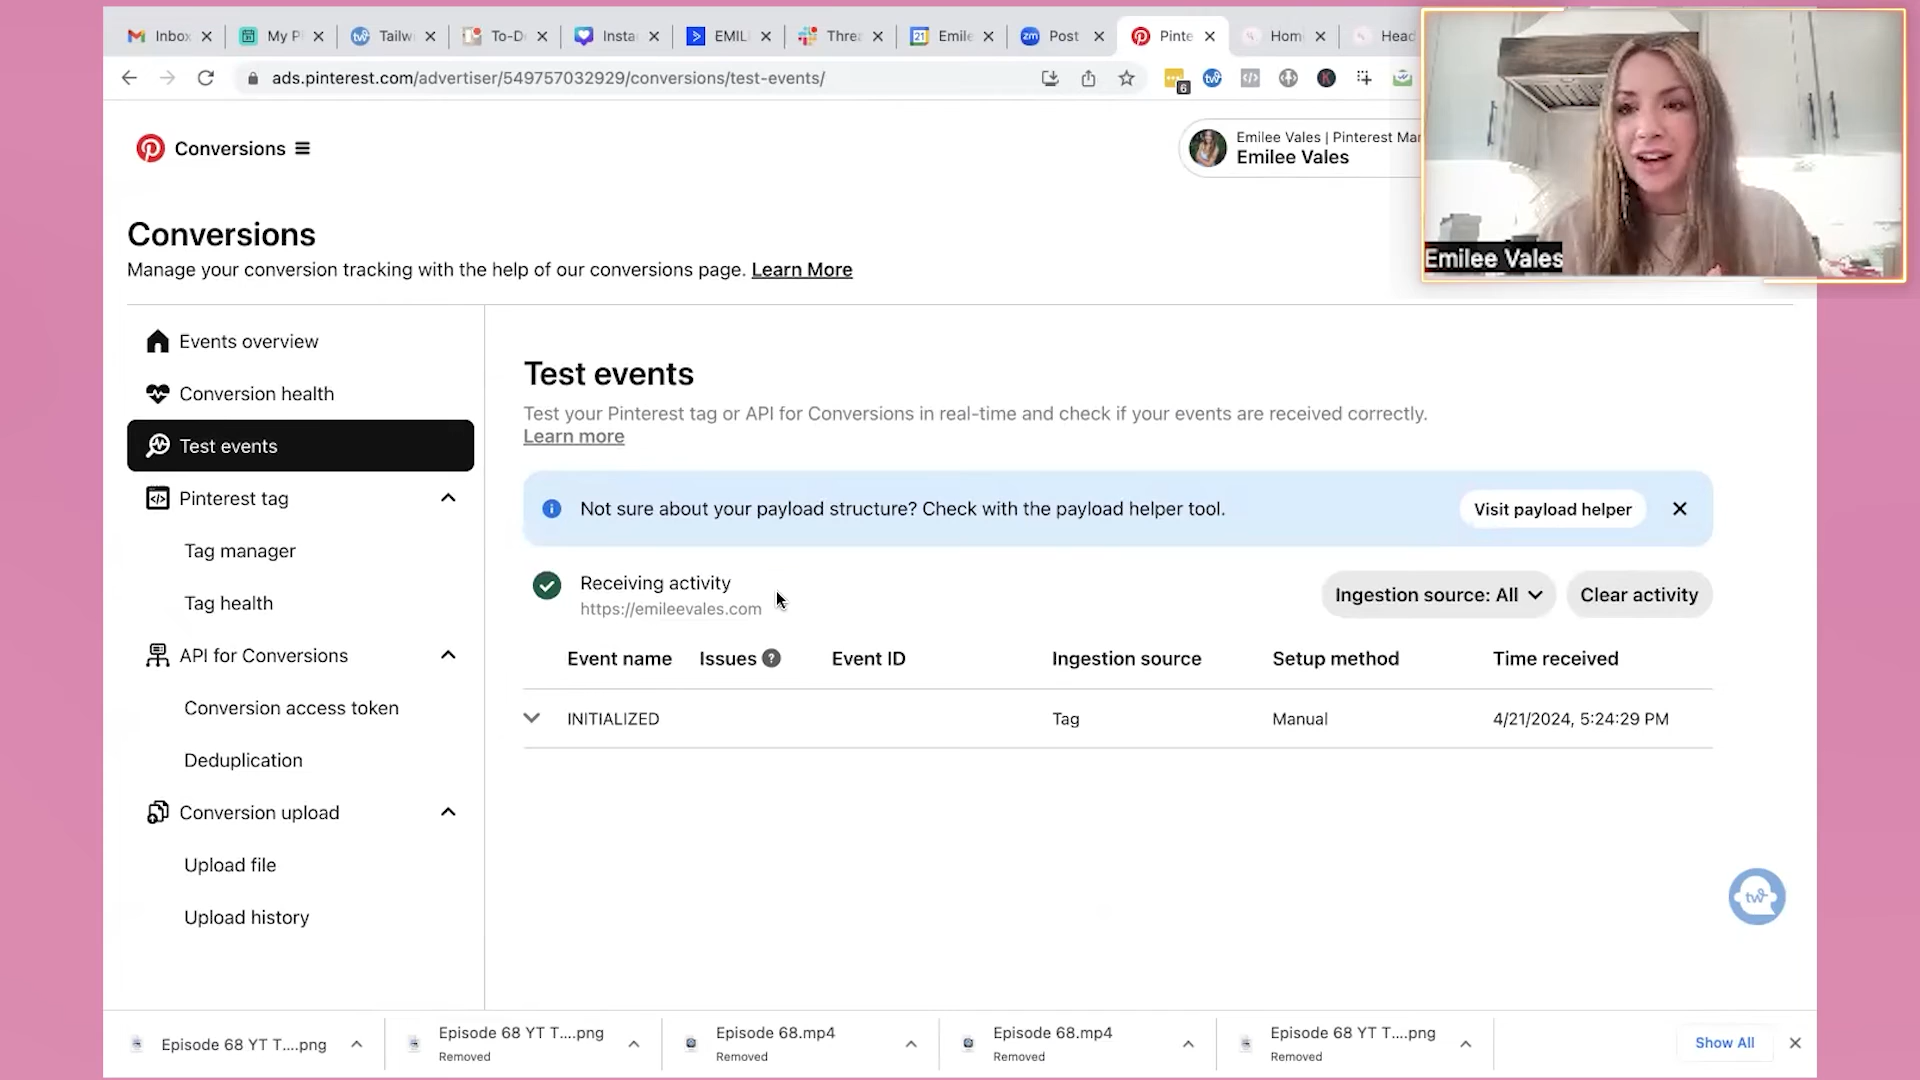 Inbox
My P
Tailw
To-D
Insta
EMIL
Threa
21
Emile
zm
Post
Pinte
Hom
Head
ads.pinterest.com/advertiser/549757032929/conversions/test-events/
6
K
Conversions
Emilee Vales | Pinterest Mar
Emilee Vales
Emilee Vales
Conversions
Manage your conversion tracking with the help of our conversions page. Learn More
Events overview
Conversion health
Test events
Pinterest tag
Tag manager
Tag health
API for Conversions
Conversion access token
Deduplication
Conversion upload
Upload file
Upload history
Test events
Test your Pinterest tag or API for Conversions in real-time and check if your events are received correctly.
Learn more
Not sure about your payload structure? Check with the payload helper tool.
Visit payload helper
Receiving activity
https://emileevales.com
Ingestion source: All
Clear activity
Event name Issues ? Event ID Ingestion source Setup method Time received
INITIALIZED Tag Manual 4/21/2024, 5:24:29 PM
tw
Episode 68 YT T....png
Episode 68 YT T....png
Removed
Episode 68.mp4
Removed
Episode 68.mp4
Removed
Episode 68 YT T....png
Removed
Show All